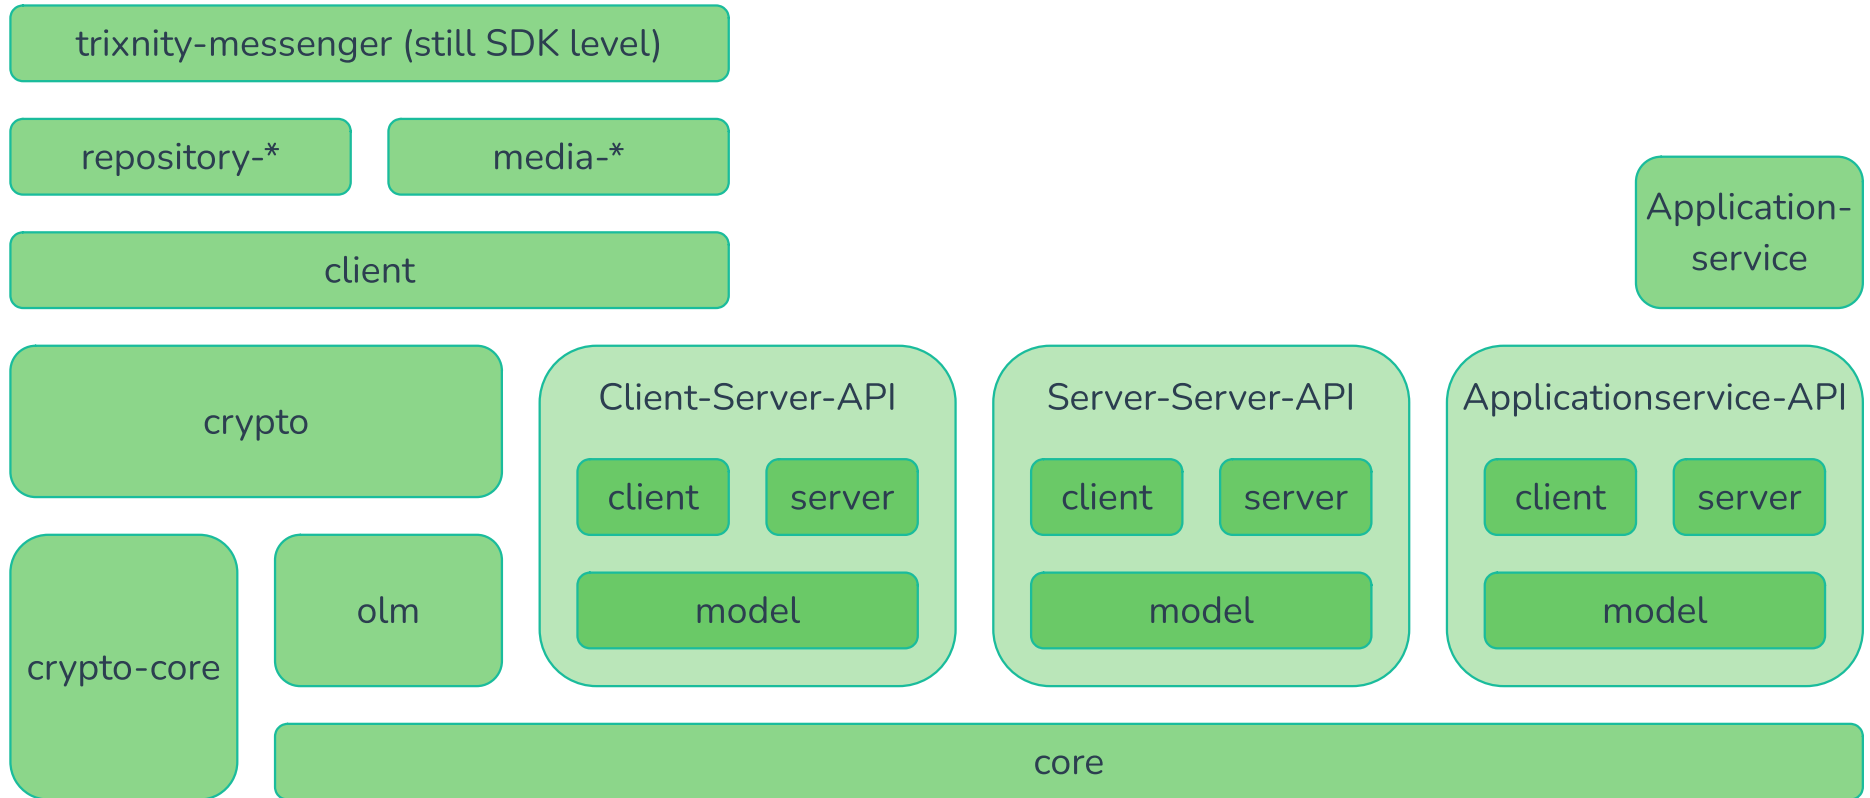 trixnity-messenger (still SDK level)
repository-*
media-*
Application-
service
client
crypto
Client-Server-API
client
server
model
Server-Server-API
client
server
model
Applicationservice-API
client
server
model
crypto-core
olm
core